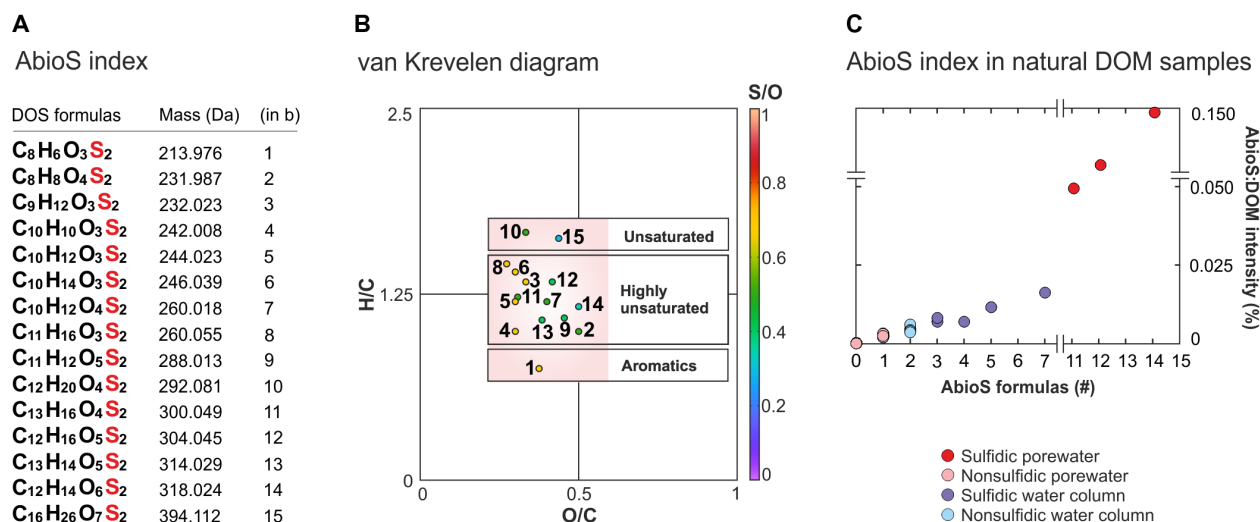 A
AbioS index
DOS formulas Mass (Da) (in b)
C8H6O3S2 213.976 1
C8H8O4S2 231.987 2
C9H12O3S2 232.023 3
C10H10O3S2 242.008 4
C10H12O3S2 244.023 5
C10H14O3S2 246.039 6
C10H12O4S2 260.018 7
C11H16O3S2 260.055 8
C11H12O5S2 288.013 9
C12H20O4S2 292.081 10
C13H16O4S2 300.049 11
C12H16O5S2 304.045 12
C13H14O5S2 314.029 13
C12H14O6S2 318.024 14
C16H26O7S2 394.112 15
B
van Krevelen diagram
2.5
1.25
0
H/C
10 15 Unsaturated
8 6
3 12
5 11 7 14
4 13 9 2
Highly
unsaturated
1 Aromatics
0 0.5 1
O/C
S/O
1
0.8
0.6
0.4
0.2
0
C
AbioS index in natural DOM samples
0.150
0.050
0.025
0
AbioS:DOM intensity (%)
0 1 2 3 4 5 6 7 11 12 14 15
AbioS formulas (#)
Sulfidic porewater
Nonsulfidic porewater
Sulfidic water column
Nonsulfidic water column